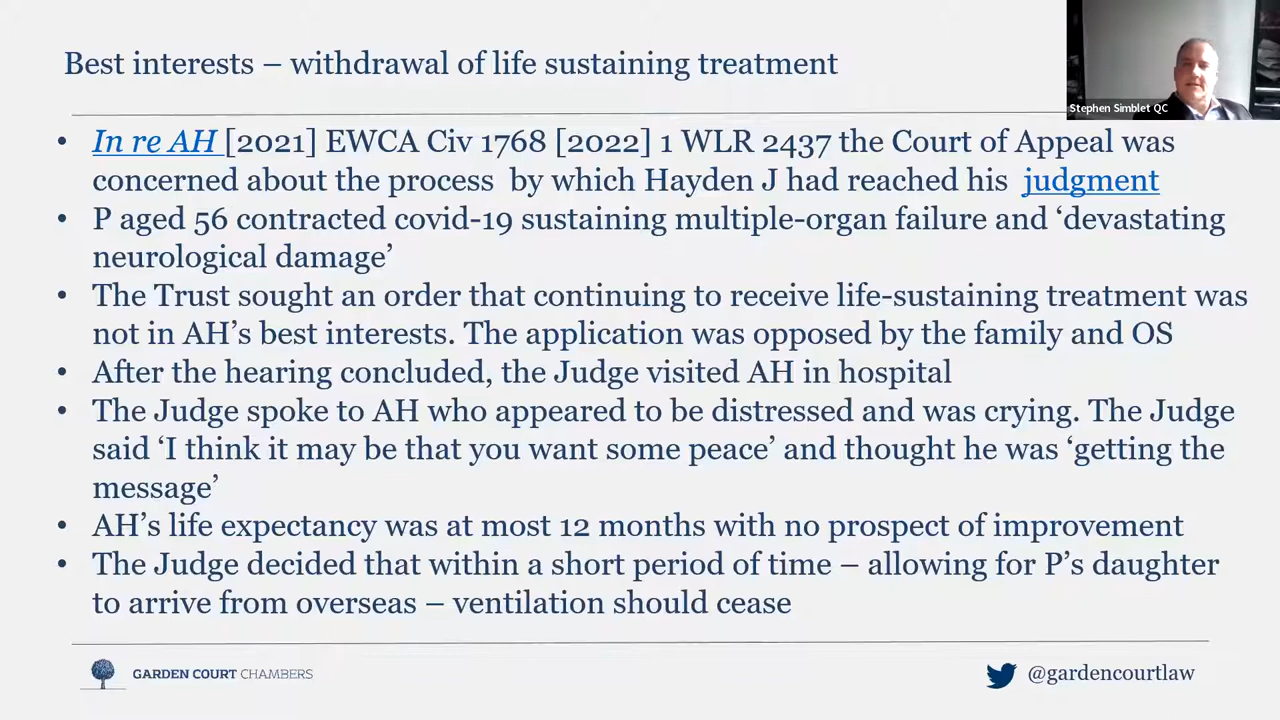 Best interests – withdrawal of life sustaining treatment
Stephen Simblet QC
• In re AH [2021] EWCA Civ 1768 [2022] 1 WLR 2437 the Court of Appeal was
concerned about the process by which Hayden J had reached his judgment
• P aged 56 contracted covid-19 sustaining multiple-organ failure and ‘devastating
neurological damage’
• The Trust sought an order that continuing to receive life-sustaining treatment was
not in AH’s best interests. The application was opposed by the family and OS
• After the hearing concluded, the Judge visited AH in hospital
• The Judge spoke to AH who appeared to be distressed and was crying. The Judge
said ‘I think it may be that you want some peace’ and thought he was ‘getting the
message’
• AH’s life expectancy was at most 12 months with no prospect of improvement
• The Judge decided that within a short period of time – allowing for P’s daughter
to arrive from overseas – ventilation should cease
GARDEN COURT CHAMBERS
@gardencourtlaw